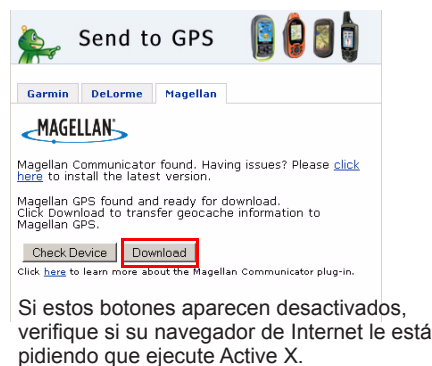 Send to GPS
Garmin DeLorme Magellan
MAGELLAN
Magellan Communicator found. Having issues? Please click
here to install the latest version.
Magellan GPS found and ready for download.
Click Download to transfer geocache information to
Magellan GPS.
Check Device Download
Click here to learn more about the Magellan Communicator plug-in.
Si estos botones aparecen desactivados,
verifique si su navegador de Internet le está
pidiendo que ejecute Active X.